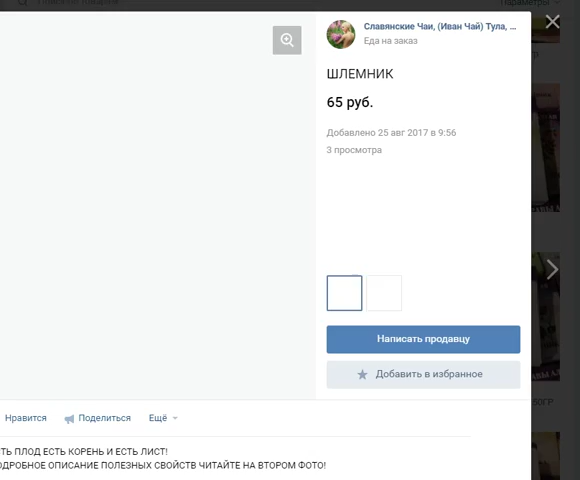 Параметры
Славянские Чаи, (Иван Чай) Тула, ...
Еда на заказ
ШЛЕМНИК
65 руб.
Добавлено 25 авг 2017 в 9:56
3 просмотра
Написать продавцу
Добавить в избранное
50ГР
Нравится
Поделиться
Ещё
ПЛОД ЕСТЬ КОРЕНЬ И ЕСТЬ ЛИСТ!
ОПИСАНИЕ ПОЛЕЗНЫХ СВОЙСТВ ЧИТАЙТЕ НА ВТОРОМ ФОТО!